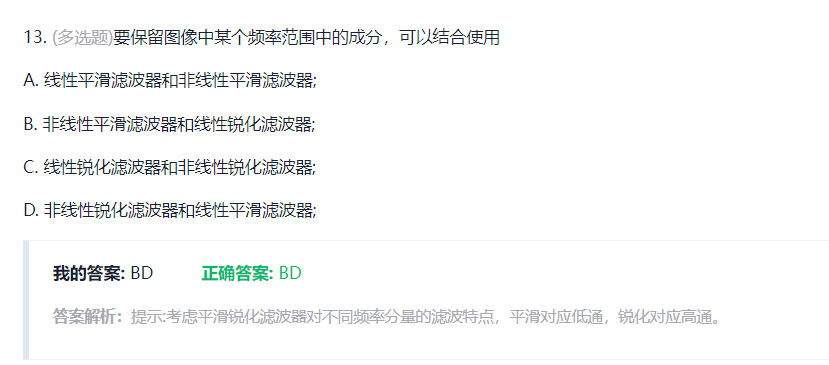 13. (多选题)要保留图像中某个频率范围中的成分，可以结合使用
A. 线性平滑滤波器和非线性平滑滤波器;
B. 非线性平滑滤波器和线性锐化滤波器;
C. 线性锐化滤波器和非线性锐化滤波器;
D. 非线性锐化滤波器和线性平滑滤波器;
我的答案: BD 正确答案: BD
答案解析：提示:考虑平滑锐化滤波器对不同频率分量的滤波特点，平滑对应低通，锐化对应高通。